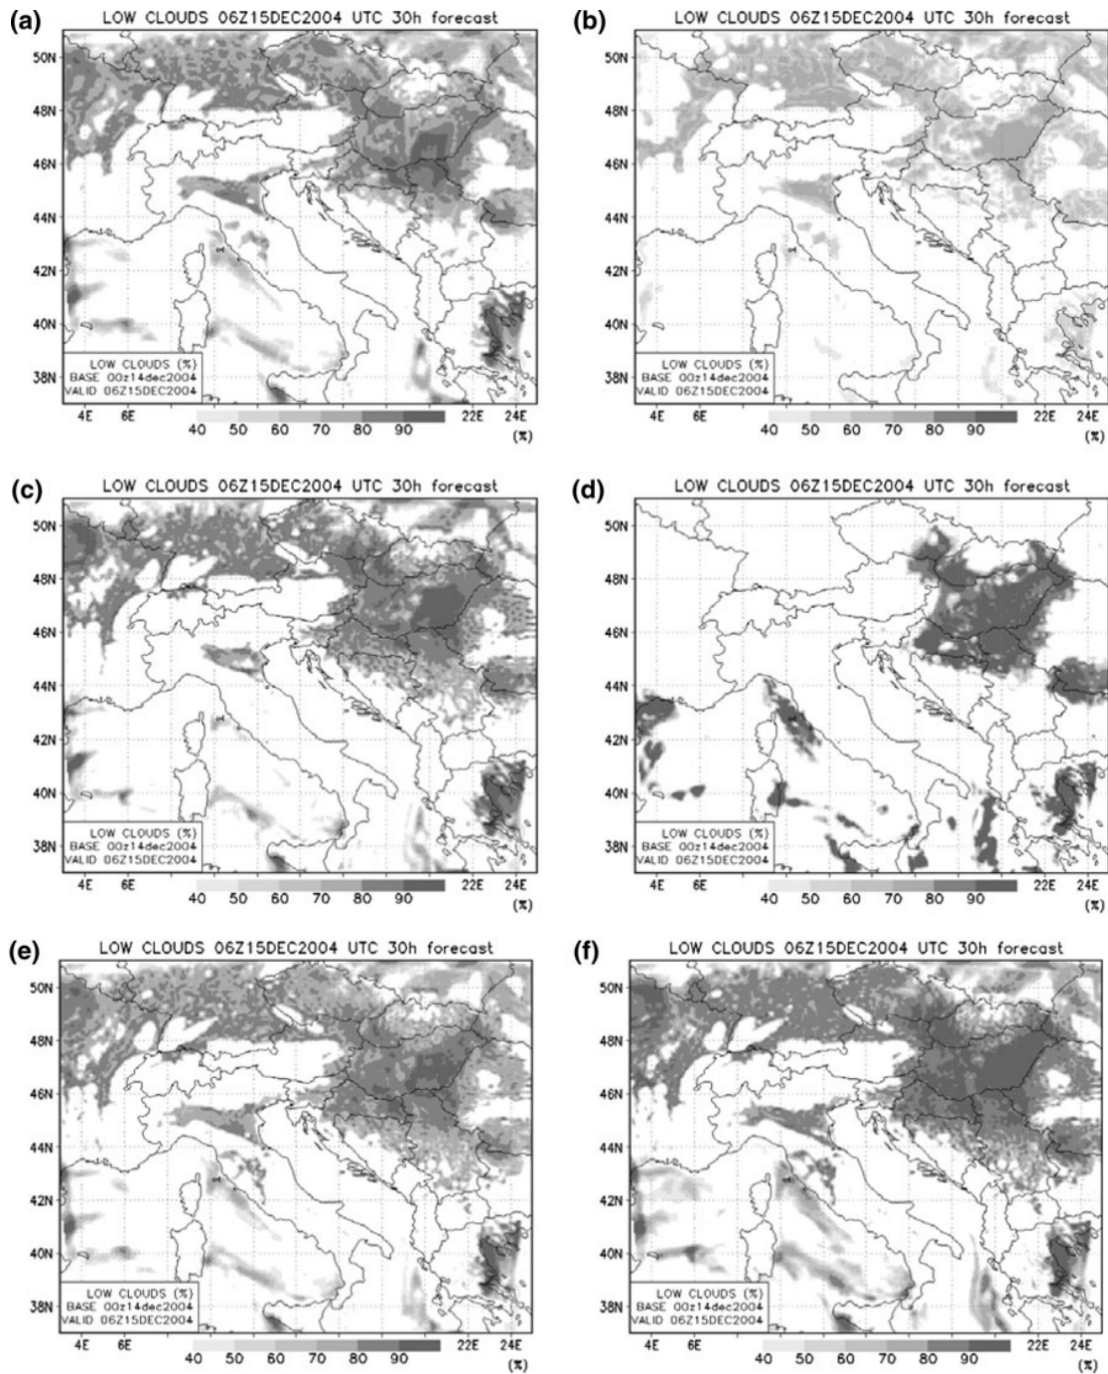 (a) LOW CLOUDS 06Z15DEC2004 UTC 30h forecast
50N
48N
46N
44N
42N
40N
38N
LOW CLOUDS (%)
BASE 00z14dec2004
VALID 06Z15DEC2004
4E 6E 40 50 60 70 80 90 22E 24E
(%)
(b) LOW CLOUDS 06Z15DEC2004 UTC 30h forecast
50N
48N
46N
44N
42N
40N
38N
LOW CLOUDS (%)
BASE 00z14dec2004
VALID 06Z15DEC2004
4E 6E 40 50 60 70 80 90 22E 24E
(%)
(c) LOW CLOUDS 06Z15DEC2004 UTC 30h forecast
50N
48N
46N
44N
42N
40N
38N
LOW CLOUDS (%)
BASE 00z14dec2004
VALID 06Z15DEC2004
4E 6E 40 50 60 70 80 90 22E 24E
(%)
(d) LOW CLOUDS 06Z15DEC2004 UTC 30h forecast
50N
48N
46N
44N
42N
40N
38N
LOW CLOUDS (%)
BASE 00z14dec2004
VALID 06Z15DEC2004
4E 6E 40 50 60 70 80 90 22E 24E
(%)
(e) LOW CLOUDS 06Z15DEC2004 UTC 30h forecast
50N
48N
46N
44N
42N
40N
38N
LOW CLOUDS (%)
BASE 00z14dec2004
VALID 06Z15DEC2004
4E 6E 40 50 60 70 80 90 22E 24E
(%)
(f) LOW CLOUDS 06Z15DEC2004 UTC 30h forecast
50N
48N
46N
44N
42N
40N
38N
LOW CLOUDS (%)
BASE 00z14dec2004
VALID 06Z15DEC2004
4E 6E 40 50 60 70 80 90 22E 24E
(%)